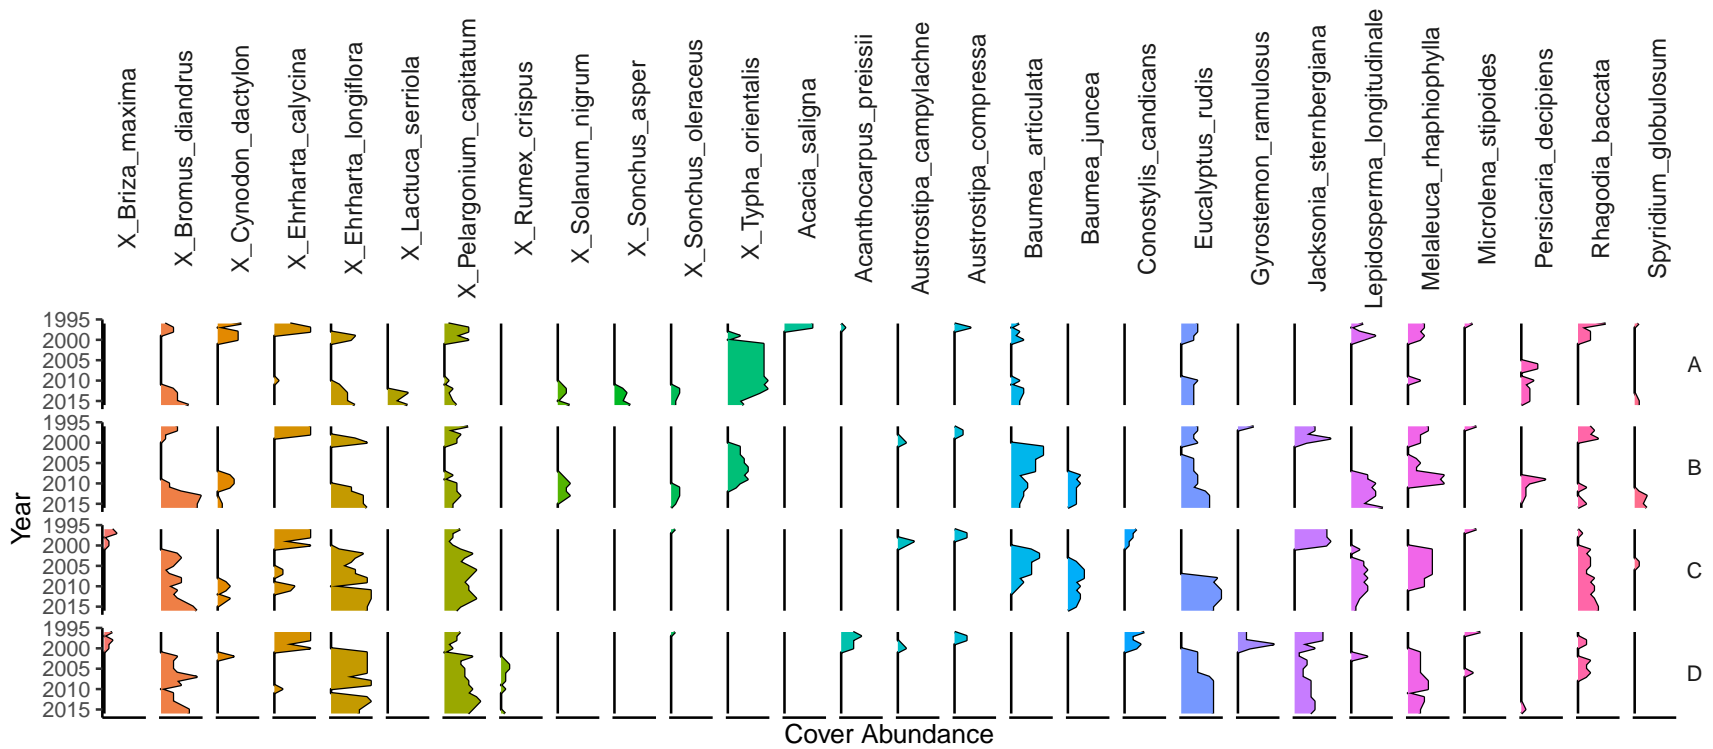 X_Briza_maxima
X_Bromus_diandrus
X_Cynodon_dactylon
X_Ehrharta_calycina
X_Ehrharta_longiflora
X_Lactuca_serriola
X_Pelargonium_capitatum
X_Rumex_crispus
X_Solanum_nigrum
X_Sonchus_asper
X_Sonchus_oleraceus
X_Typha_orientalis
Acacia_saligna
Acanthocarpus_preissii
Austrostipa_campylachne
Austrostipa_compressa
Baumea_articulata
Baumea_juncea
Conostylis_candicans
Eucalyptus_rudis
Gyrostemon_ramulosus
Jacksonia_sternbergiana
Lepidosperma_longitudinale
Melaleuca_rhaphiophylla
Microlena_stipoides
Persicaria_decipiens
Rhagodia_baccata
Spyridium_globulosum
Year
1995
2000
2005
2010
2015
A
1995
2000
2005
2010
2015
B
1995
2000
2005
2010
2015
C
1995
2000
2005
2010
2015
D
Cover Abundance